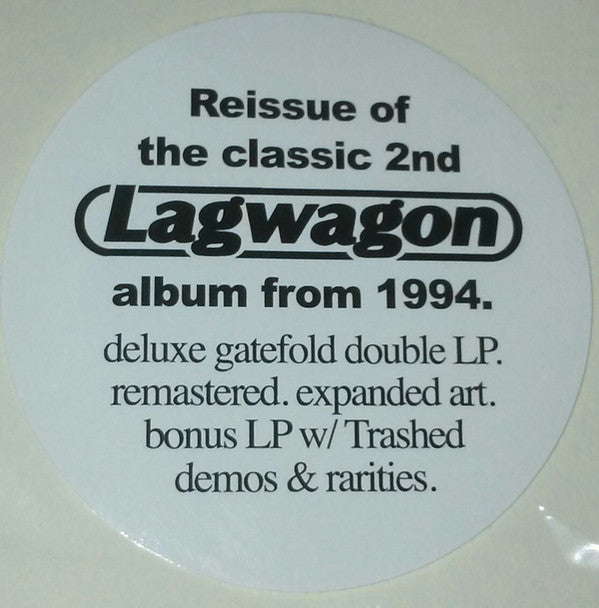 Reissue of
the classic 2nd
Lagwagon
album from 1994.
deluxe gatefold double LP.
remastered. expanded art.
bonus LP w/ Trashed
demos & rarities.